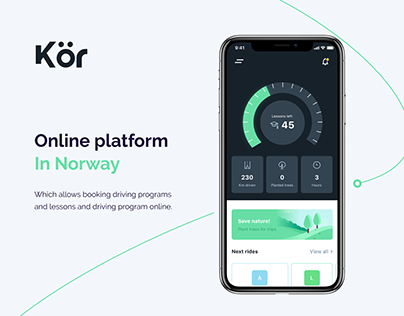 Kör
Online platform
In Norway
Which allows booking driving programs
and lessons and driving program online.
9:41
Lessons left
45
230
Km driven
0
Planted trees
3
Hours
Save nature!
Plant trees for trips
Next rides
View all >
A
L